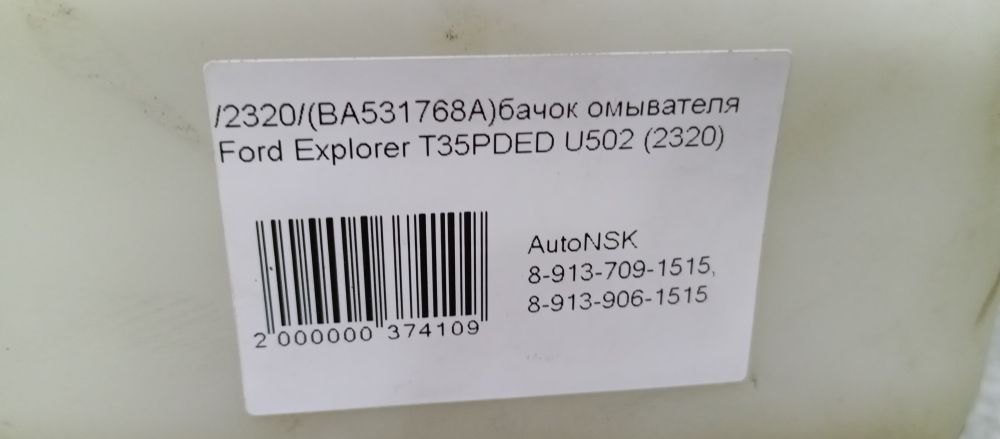 /2320/(BA531768A)бачок омывателя
Ford Explorer T35PDED U502 (2320)
AutoNSK
8-913-709-1515,
8-913-906-1515
2 000000 374109